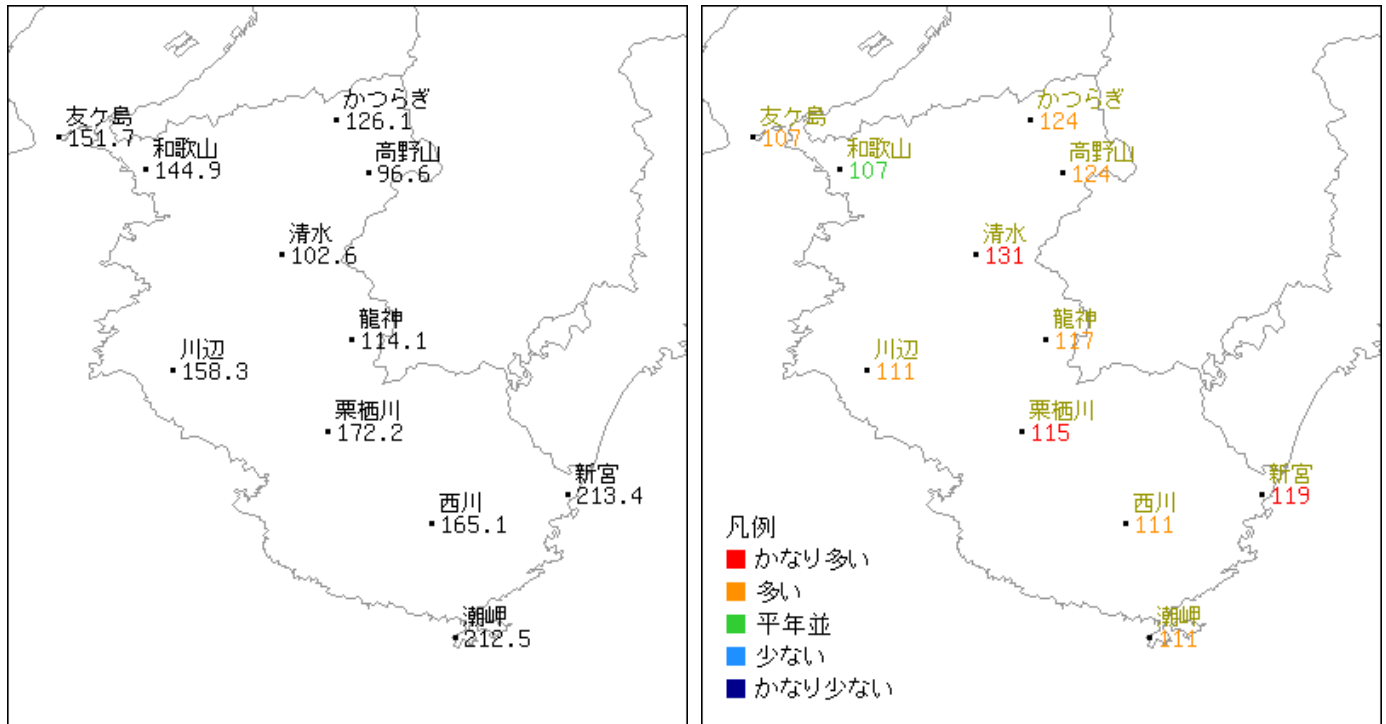 かつらぎ
126.1
友ケ島
151.7
和歌山
144.9
高野山
96.6
清水
102.6
龍神
114.1
川辺
158.3
栗栖川
172.2
新宮
213.4
西川
165.1
潮岬
212.5
かつらぎ
124
友ケ島
107
和歌山
107
高野山
124
清水
131
龍神
117
川辺
111
栗栖川
115
新宮
119
西川
111
潮岬
111
凡例
かなり多い
多い
平年並
少ない
かなり少ない